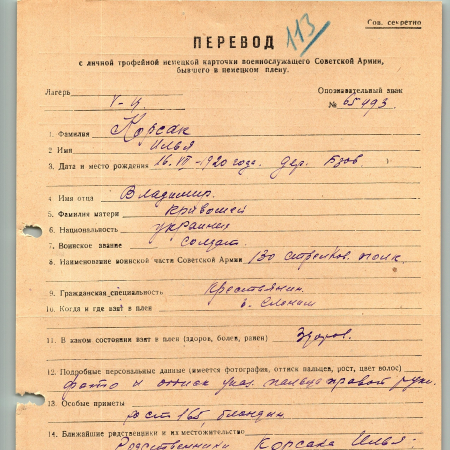 Сов. секретно
113
ПЕРЕВОД
с личной трофейной немецкой карточки военнослужащего Советской Армии,
бывшего в немецком плену.
Лагерь V-A
Опознавательный знак
№ 65493.
1. Фамилия Корсак
2. Имя Илья
3. Дата и место рождения 16.VII-1920 года. дер. Бзов
4. Имя отца Владимир.
5. Фамилия матери Кривошей
6. Национальность украинец
7. Воинское звание солдат.
8. Наименование воинской части Советской Армии 130 стрелков. полк.
9. Гражданская специальность крестьянин.
10. Когда и где взят в плен в. Слоним
11. В каком состоянии взят в плен (здоров, болен, ранен) Здоров.
12. Подробные персональные данные (имеется фотография, оттиск пальцев, рост, цвет волос)
фото и оттиск указ. пальца правой руки.
13. Особые приметы
рост 165, блондин.
14. Ближайшие родственники и их местожительство
Родственники Корсака Илья: